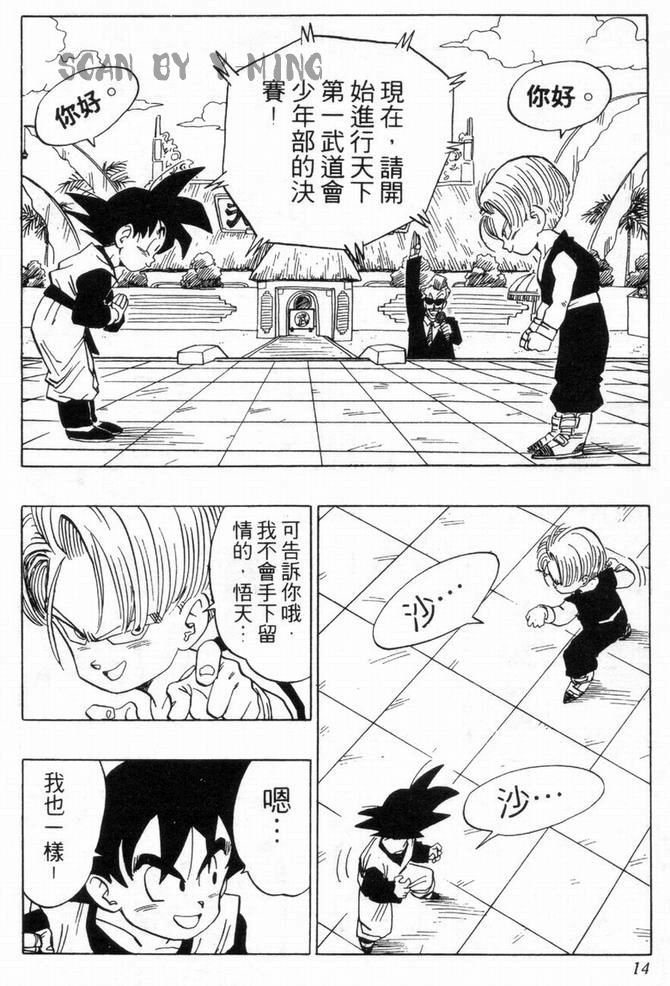 SCAN BY
你好。
現在，請開
始進行天下
第一武道會
少年部的決
賽！
你好。
沙…
沙…
可告訴你哦．
我不會手下留
情的，悟天…
嗯…
我也一樣！
14